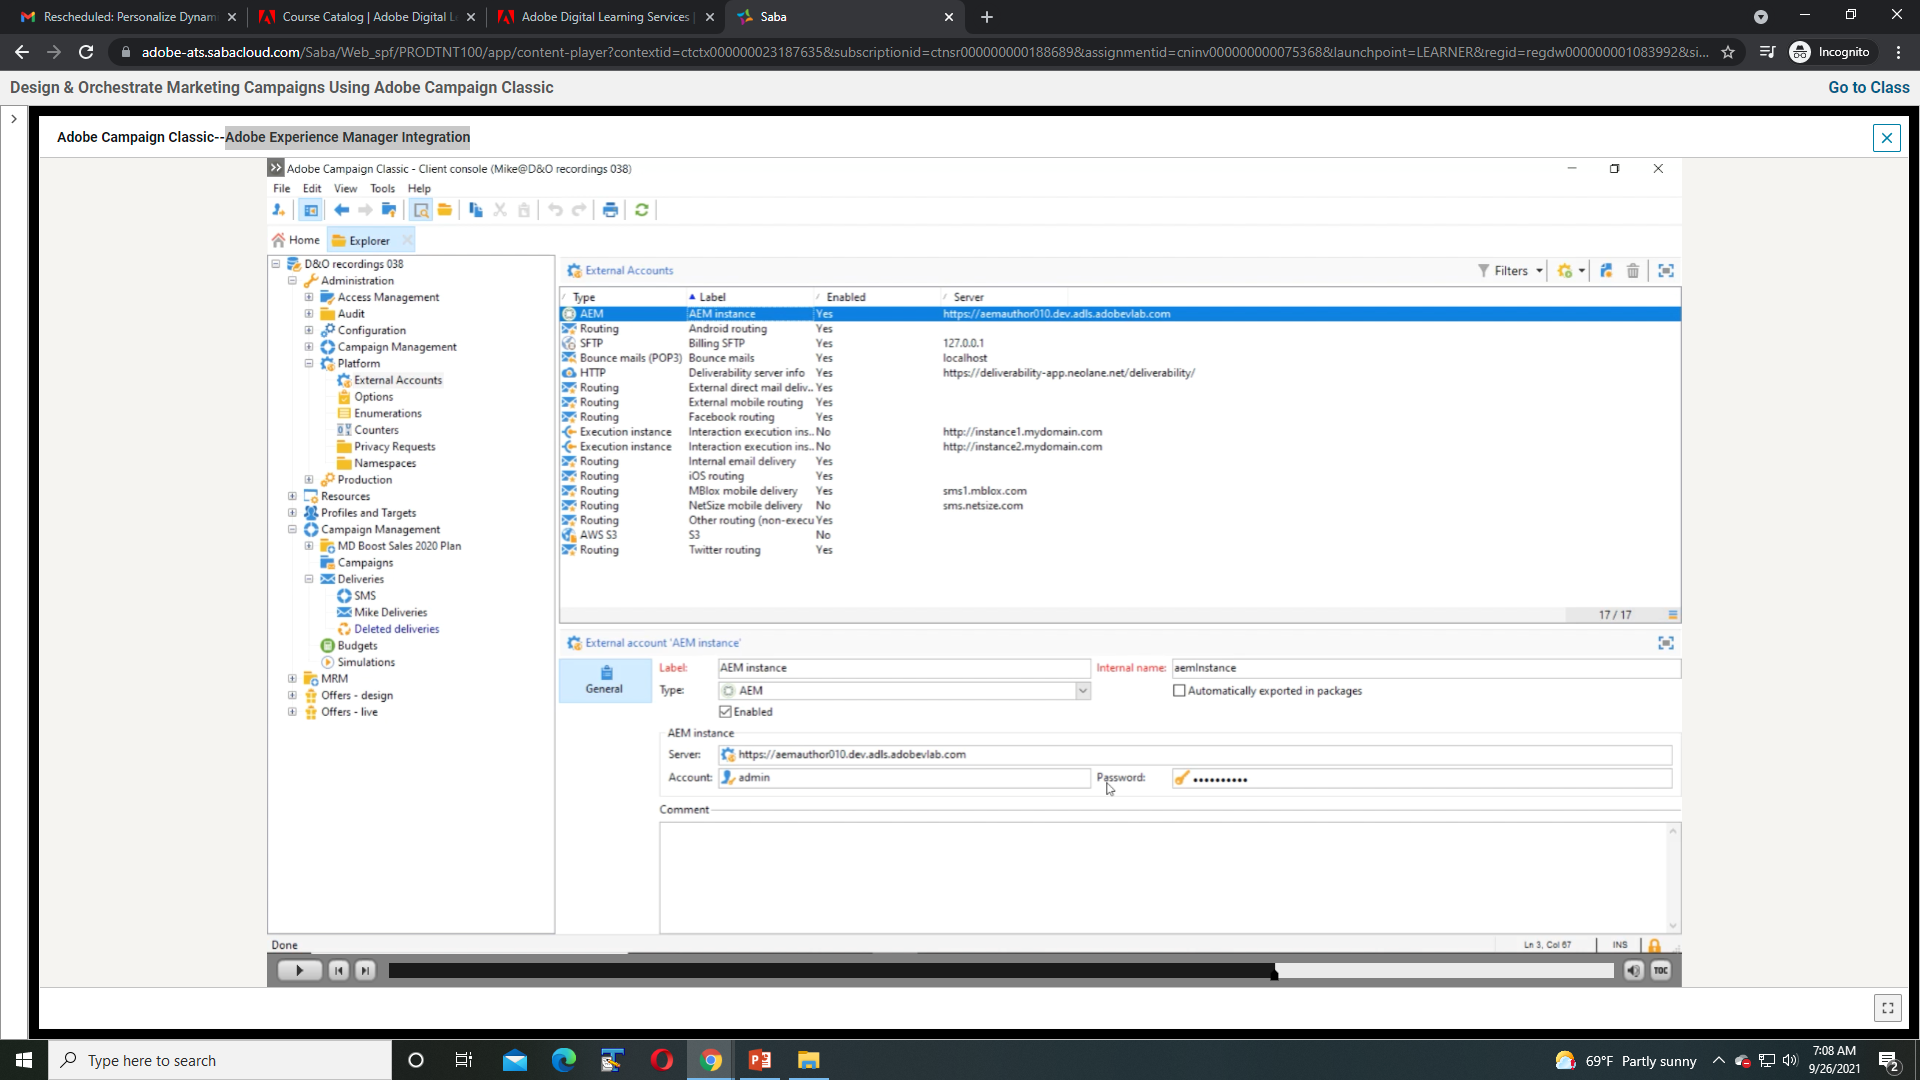 Rescheduled: Personalize Dynam
Course Catalog | Adobe Digital L
Adobe Digital Learning Services |
Saba
adobe-ats.sabacloud.com/Saba/Web_spf/PRODTNT100/app/content-player?contextid=ctctx000000023187635&subscriptionid=ctnsr0000000000188689&assignmentid=cninv000000000075368&launchpoint=LEARNER&regid=regdw000000001083992&si...
Incognito
Design & Orchestrate Marketing Campaigns Using Adobe Campaign Classic
Go to Class
Adobe Campaign Classic--Adobe Experience Manager Integration
Adobe Campaign Classic - Client console (Mike@D&O recordings 038)
File Edit View Tools Help
Home Explorer
D&O recordings 038
Administration
Access Management
Audit
Configuration
Campaign Management
Platform
External Accounts
Options
Enumerations
Counters
Privacy Requests
Namespaces
Production
Resources
Profiles and Targets
Campaign Management
MD Boost Sales 2020 Plan
Campaigns
Deliveries
SMS
Mike Deliveries
Deleted deliveries
Budgets
Simulations
MRM
Offers - design
Offers - live
External Accounts
Filters
Type Label Enabled Server
AEM AEM instance Yes https://aemauthor010.dev.adls.adobevlab.com
Routing Android routing Yes
SFTP Billing SFTP Yes 127.0.0.1
Bounce mails (POP3) Bounce mails Yes localhost
HTTP Deliverability server info Yes https://deliverability-app.neolane.net/deliverability/
Routing External direct mail deliv... Yes
Routing External mobile routing Yes
Routing Facebook routing Yes
Execution instance Interaction execution ins... No http://instance1.mydomain.com
Execution instance Interaction execution ins... No http://instance2.mydomain.com
Routing Internal email delivery Yes
Routing iOS routing Yes
Routing MBlox mobile delivery Yes sms1.mblox.com
Routing NetSize mobile delivery No sms.netsize.com
Routing Other routing (non-execu Yes
AWS S3 S3 No
Routing Twitter routing Yes
17 / 17
External account 'AEM instance'
General
Label: AEM instance Internal name: aemInstance
Type: AEM Automatically exported in packages
Enabled
AEM instance
Server: https://aemauthor010.dev.adls.adobevlab.com
Account: admin Password: ••••••••••
Comment
Done Ln 3, Col 67 INS
TOC
Type here to search
69°F Partly sunny
7:08 AM
9/26/2021
2